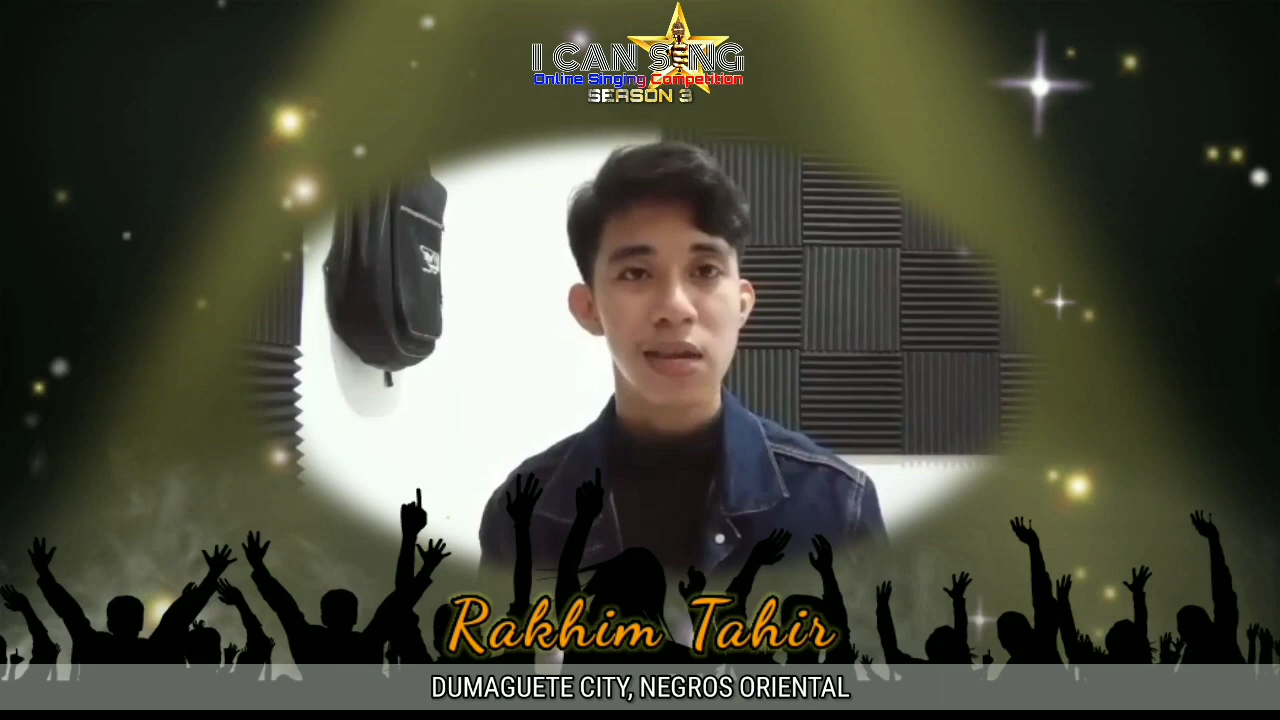 I CAN SING
Online Singing Competition
SEASON 3
Rakhim Tahir
DUMAGUETE CITY, NEGROS ORIENTAL